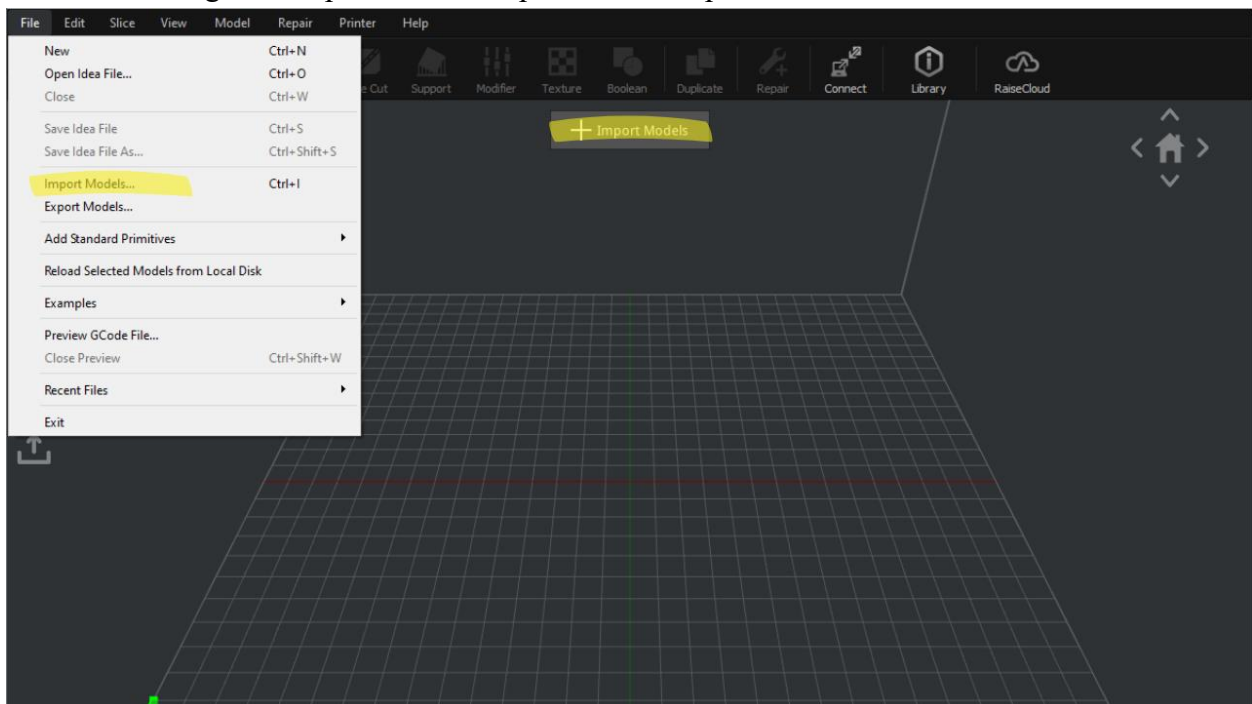 File Edit Slice View Model Repair Printer Help
New Ctrl+N
Open Idea File... Ctrl+O
Close Ctrl+W
Save Idea File Ctrl+S
Save Idea File As... Ctrl+Shift+S
Import Models... Ctrl+I
Export Models...
Add Standard Primitives
Reload Selected Models from Local Disk
Examples
Preview GCode File...
Close Preview Ctrl+Shift+W
Recent Files
Exit
e Cut Support Modifier Texture Boolean Duplicate Repair Connect Library RaiseCloud
Import Models